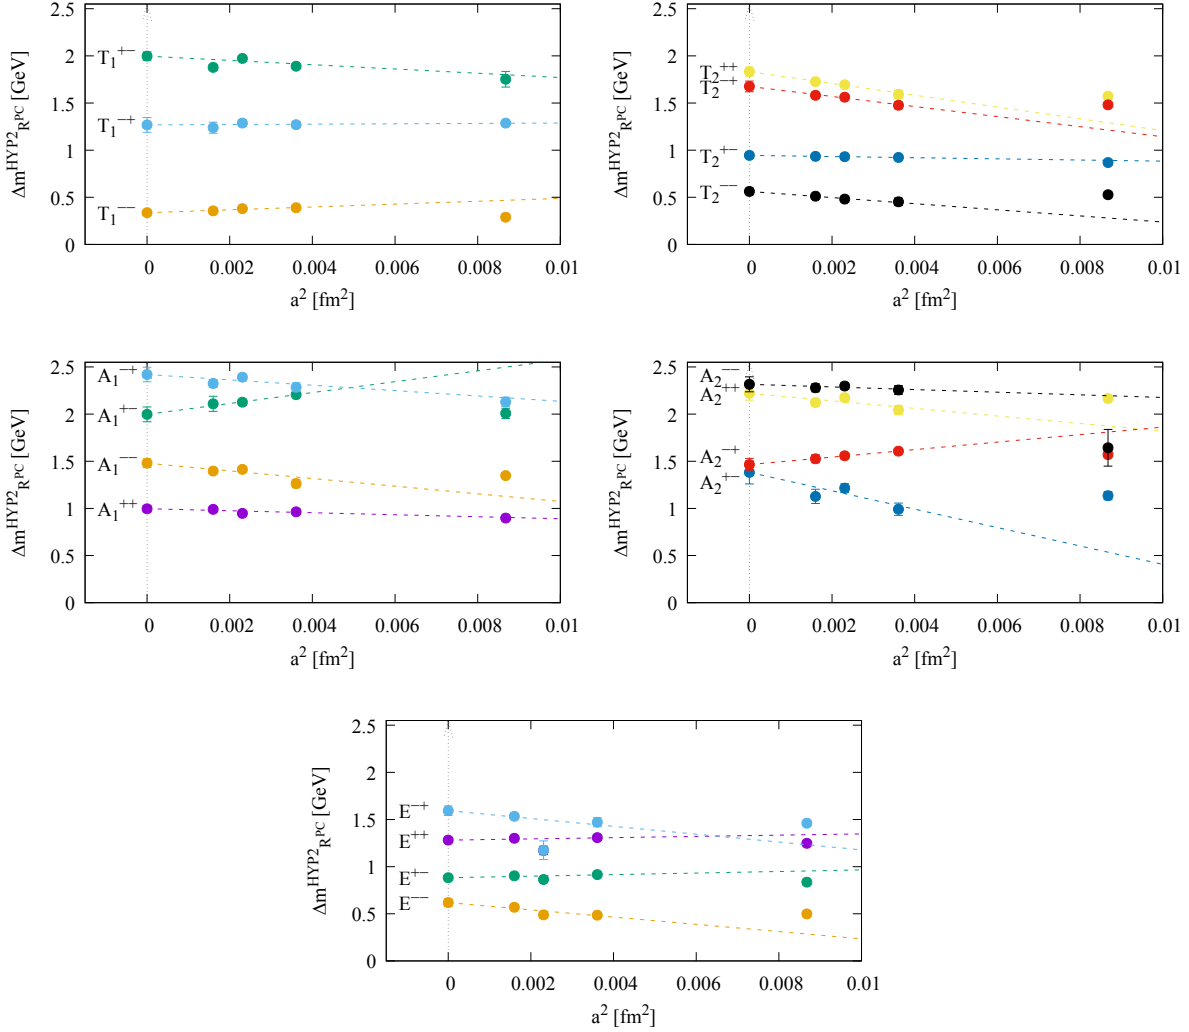 Δm^HYP2_R^PC [GeV]
2.5
2
1.5
1
0.5
0
T₁⁺⁻
T₁⁻⁺
T₁⁻⁻
0 0.002 0.004 0.006 0.008 0.01
a² [fm²]
Δm^HYP2_R^PC [GeV]
2.5
2
1.5
1
0.5
0
T₂⁺⁺
T₂⁻⁺
T₂⁺⁻
T₂⁻⁻
0 0.002 0.004 0.006 0.008 0.01
a² [fm²]
Δm^HYP2_R^PC [GeV]
2.5
2
1.5
1
0.5
0
A₁⁻⁺
A₁⁺⁻
A₁⁻⁻
A₁⁺⁺
0 0.002 0.004 0.006 0.008 0.01
a² [fm²]
Δm^HYP2_R^PC [GeV]
2.5
2
1.5
1
0.5
0
A₂⁻⁻
A₂⁺⁺
A₂⁻⁺
A₂⁺⁻
0 0.002 0.004 0.006 0.008 0.01
a² [fm²]
Δm^HYP2_R^PC [GeV]
2.5
2
1.5
1
0.5
0
E⁻⁺
E⁺⁺
E⁺⁻
E⁻⁻
0 0.002 0.004 0.006 0.008 0.01
a² [fm²]